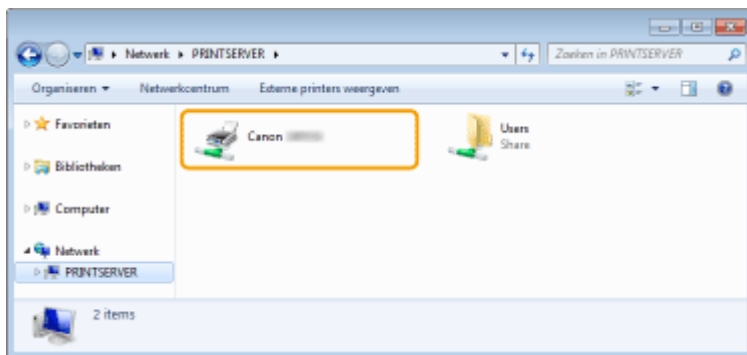 Netwerk ▸ PRINTSERVER ▸
Zoeken in PRINTSERVER
Organiseren
Netwerkcentrum
Externe printers weergeven
Favorieten
Bibliotheken
Computer
Netwerk
PRINTSERVER
Canon
Users
Share
2 items